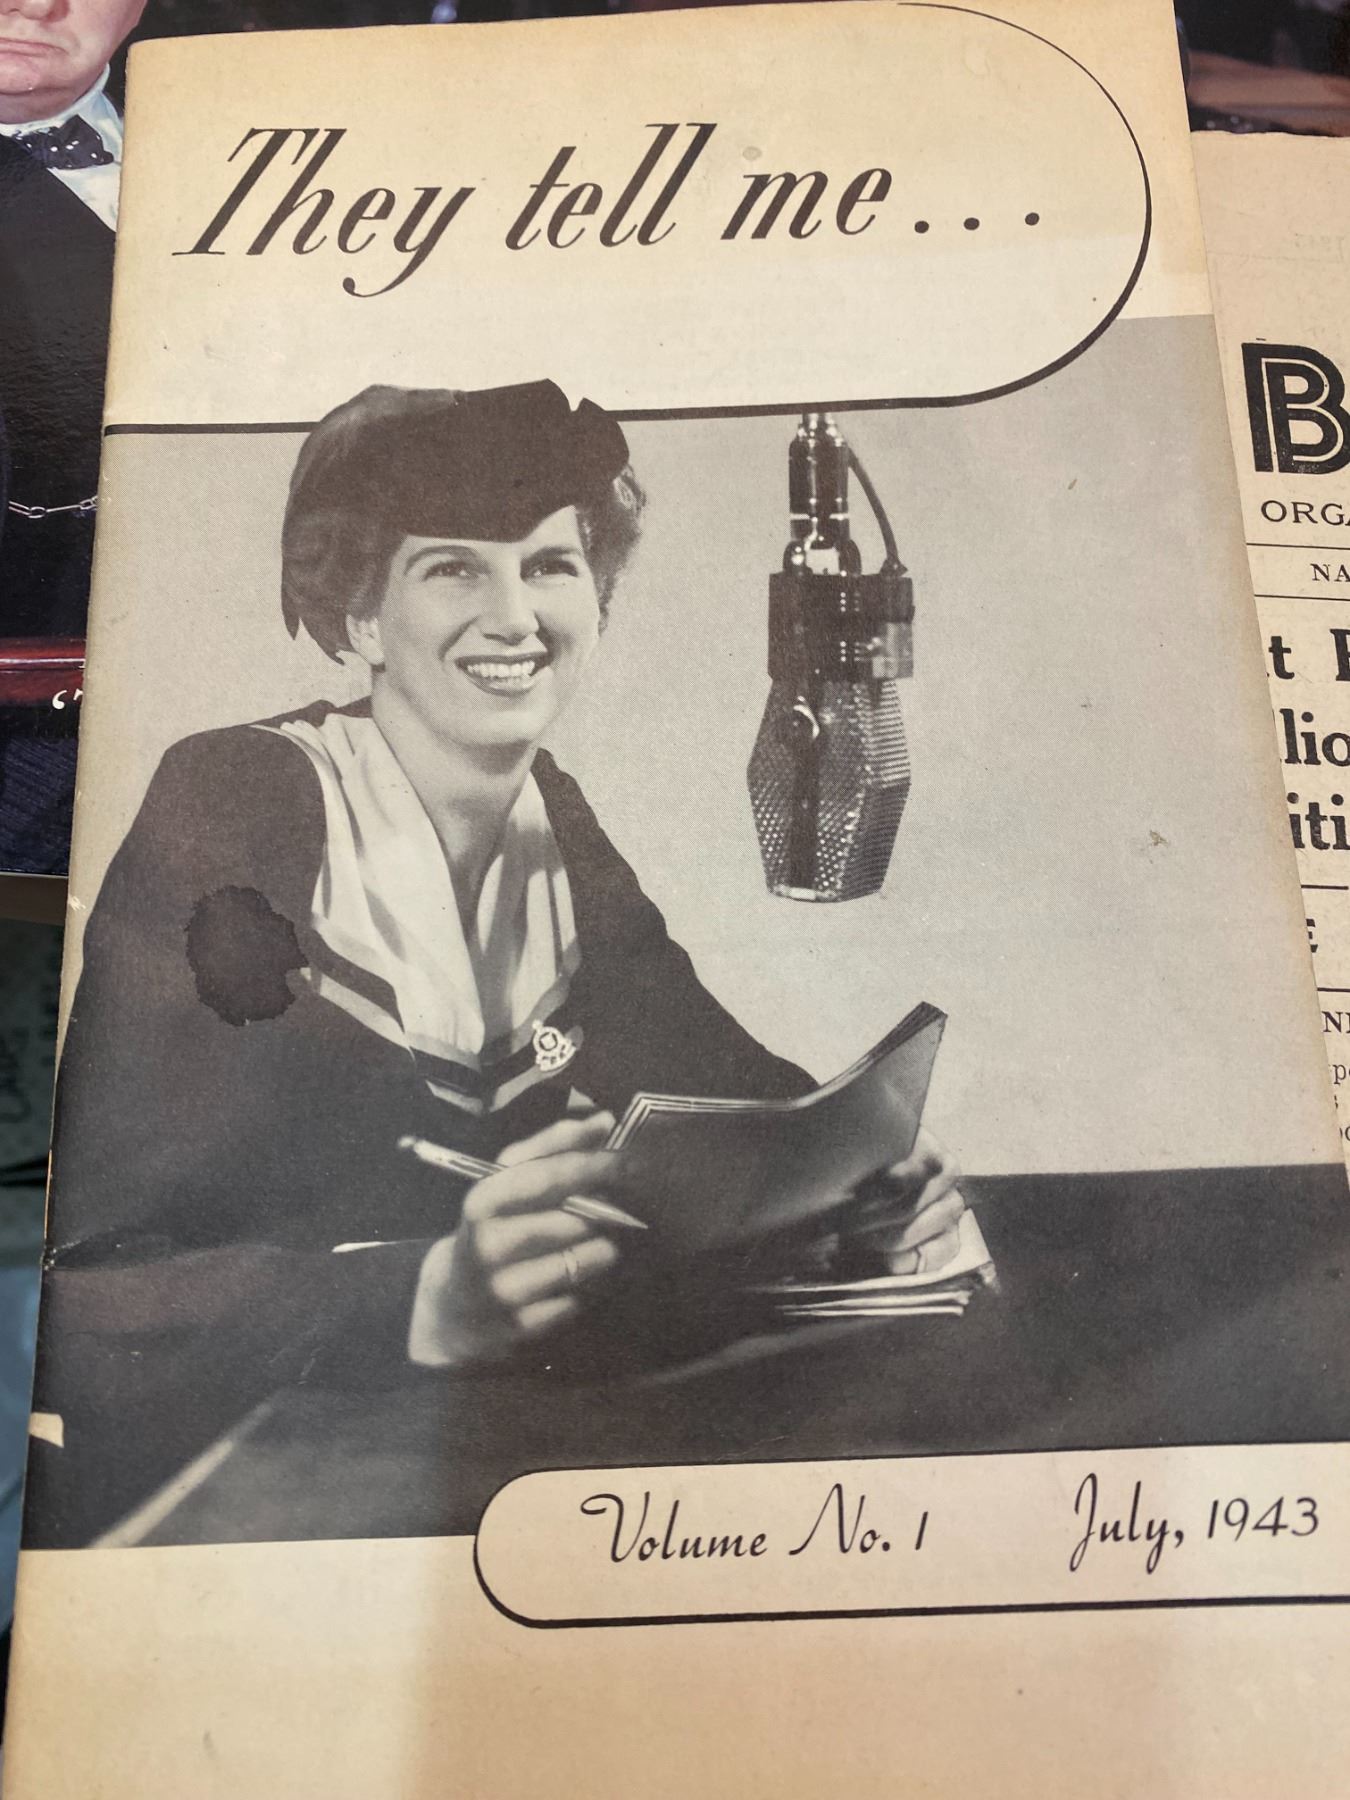 They tell me...
Volume No. 1 July, 1943
B
ORGA
NA
t
lio
iti
E